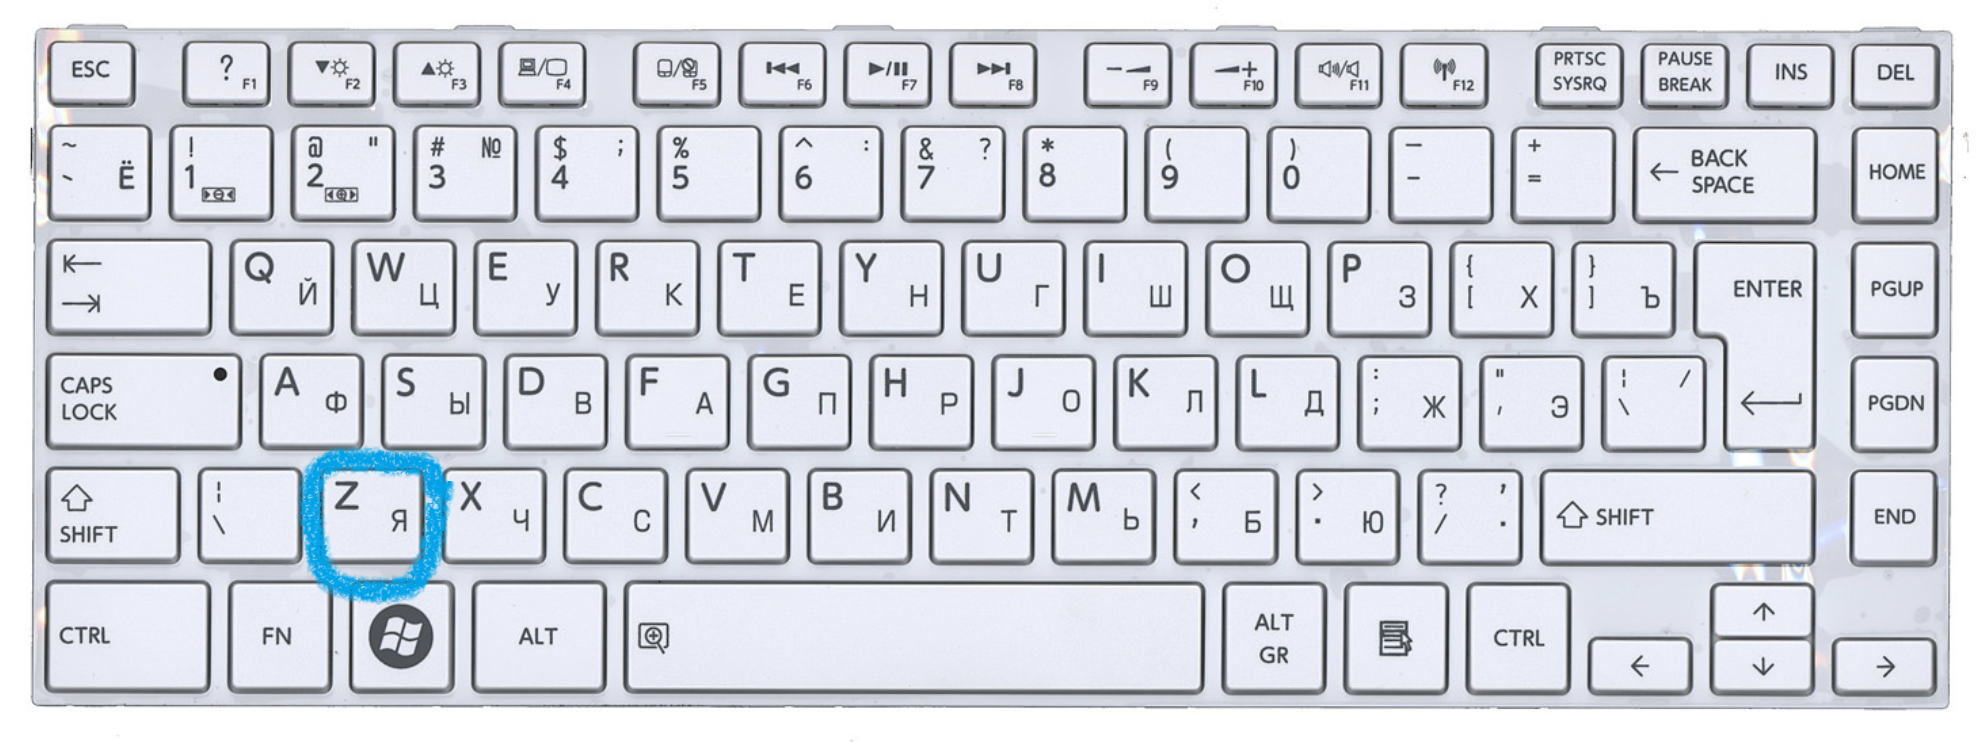 ESC ? F1 F2 F3 F4 F5 F6 F7 F8 F9 F10 F11 F12 PRTSC SYSRQ PAUSE BREAK INS DEL
~ ` Ё ! 1 @ " 2 # № 3 $ ; 4 % 5 ^ : 6 & ? 7 * 8 ( 9 ) 0 — - + = ← BACK SPACE HOME
Q Й W Ц E У R К T Е Y Н U Г I Ш O Щ P З { [ Х } ] Ъ ENTER PGUP
CAPS LOCK A Ф S Ы D В F А G П H Р J О K Л L Д : ; Ж " ' Э ¦ / \ PGDN
SHIFT ¦ \ Z Я X Ч C С V М B И N Т M Ь < , Б > . Ю ? , / . SHIFT END
CTRL FN ALT ALT GR CTRL ← ↑ ↓ →